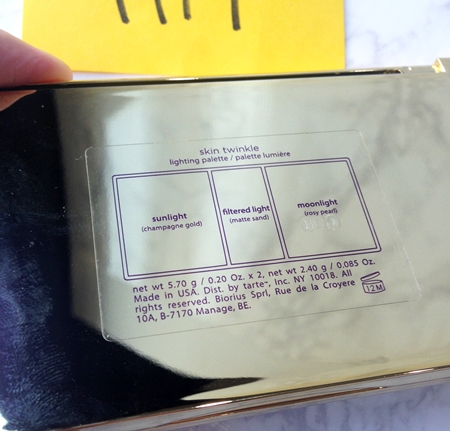 skin twinkle
lighting palette / palette lumière
sunlight
(champagne gold)
filtered light
(matte sand)
moonlight
(rosy pearl)
net wt 5.70 g / 0.20 Oz. x 2, net wt 2.40 g / 0.085 Oz.
Made in USA. Dist. by tarte™, Inc. NY 10018. All
rights reserved. Biorius Sprl, Rue de la Croyere
10A, B-7170 Manage, BE.
12M